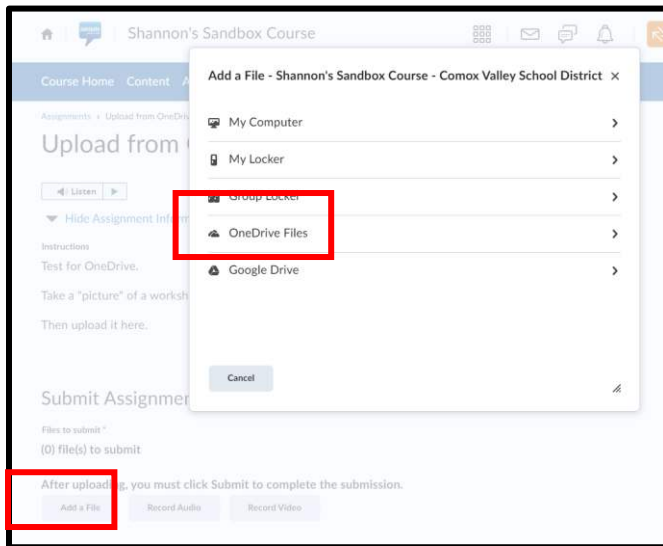 Shannon's Sandbox Course
Course Home Content A
Add a File - Shannon's Sandbox Course - Comox Valley School District
My Computer
My Locker
Group Locker
OneDrive Files
Google Drive
Cancel
Assignments Upload from OneDriv
Upload from
Listen
Hide Assignment Inform
Instructions
Test for OneDrive.
Take a "picture" of a worksh
Then upload it here.
Submit Assignmen
Files to submit *
(0) file(s) to submit
After uploading, you must click Submit to complete the submission.
Add a File Record Audio Record Video